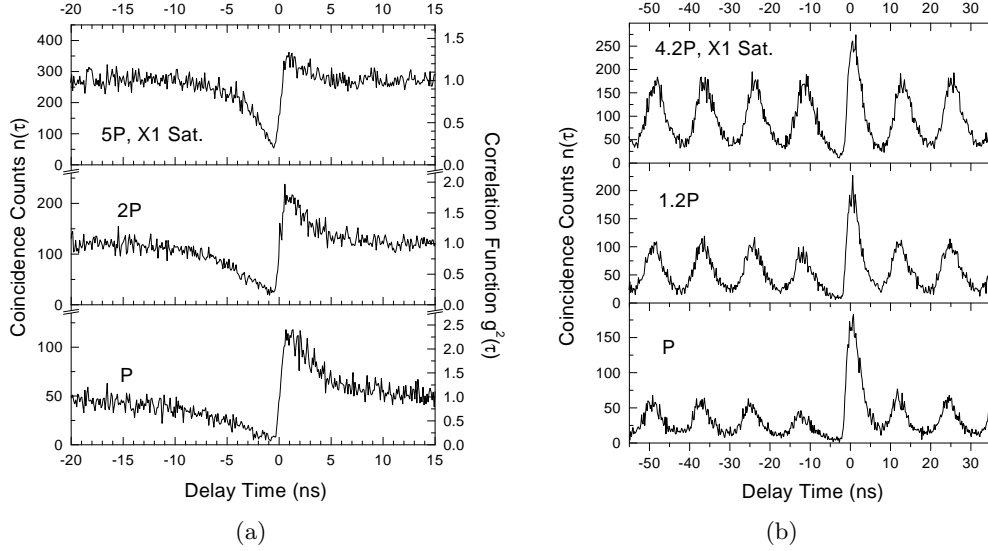 -20 -15 -10 -5 0 5 10 15
400
300
200
100
0
1.5
1.0
0.5
0.0
5P, X1 Sat.
200
100
0
2.0
1.5
1.0
0.5
0.0
2P
100
50
0
2.5
2.0
1.5
1.0
0.5
0.0
P
-20 -15 -10 -5 0 5 10 15
Coincidence Counts n(τ)
Correlation Function g²(τ)
Delay Time (ns)
(a)
-50 -40 -30 -20 -10 0 10 20 30
250
200
150
100
50
0
4.2P, X1 Sat.
200
150
100
50
0
1.2P
150
100
50
0
P
-50 -40 -30 -20 -10 0 10 20 30
Coincidence Counts n(τ)
Delay Time (ns)
(b)